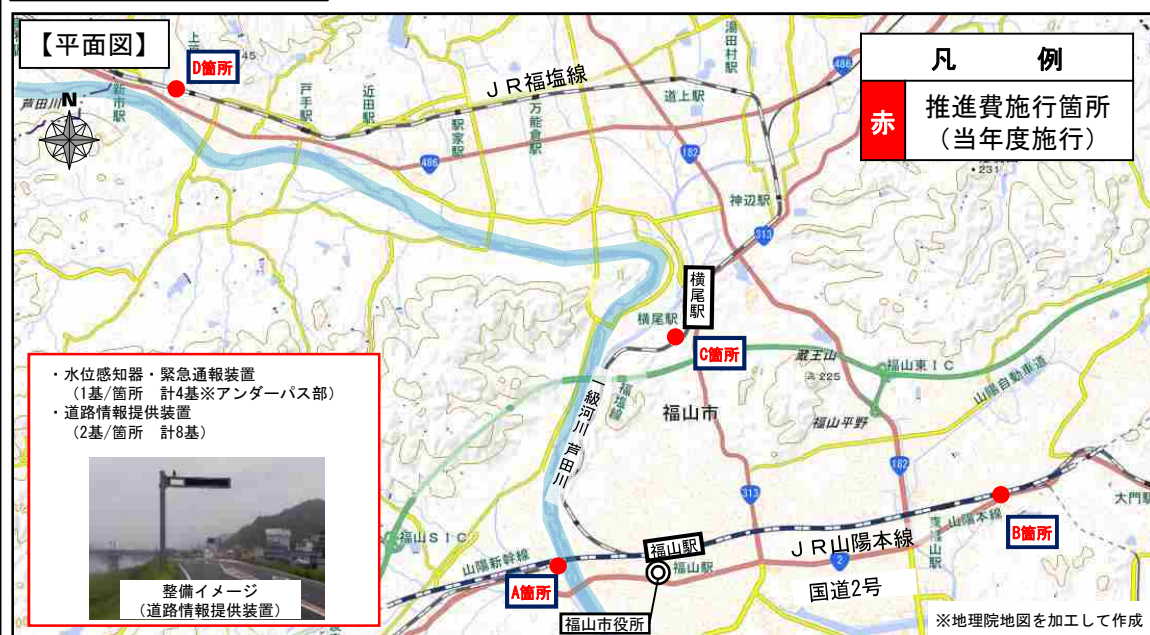 【平面図】
D箇所
45
ＪＲ福塩線
湯田村駅
486
凡　例
赤
推進費施行箇所
（当年度施行）
芦田川
N
新市駅
戸手駅
近田駅
駅家駅
万能倉駅
道上駅
486
182
・231
神辺駅
313
横尾駅
横尾駅
C箇所
蔵王山
225
福山東ＩＣ
山陽自動車道
福塩線
福山市
福山平野
一級河川 芦田川
・水位感知器・緊急通報装置
（1基/箇所　計4基※アンダーパス部）
・道路情報提供装置
（2基/箇所　計8基）
整備イメージ
（道路情報提供装置）
福山ＳＩＣ
山陽新幹線
A箇所
313
182
福山駅
福山駅
ＪＲ山陽本線
2
国道2号
山陽本線
大門駅
B箇所
福山市役所
※地理院地図を加工して作成